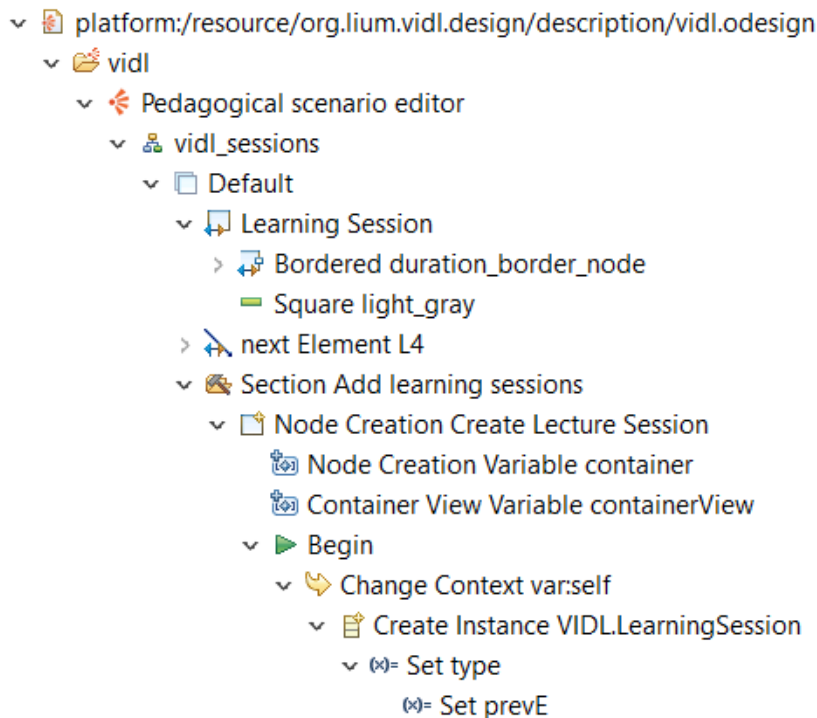 platform:/resource/org.lium.vidl.design/description/vidl.odesign
vidl
Pedagogical scenario editor
vidl_sessions
Default
Learning Session
Bordered duration_border_node
Square light_gray
next Element L4
Section Add learning sessions
Node Creation Create Lecture Session
Node Creation Variable container
Container View Variable containerView
Begin
Change Context var:self
Create Instance VIDL.LearningSession
(x)= Set type
(x)= Set prevE